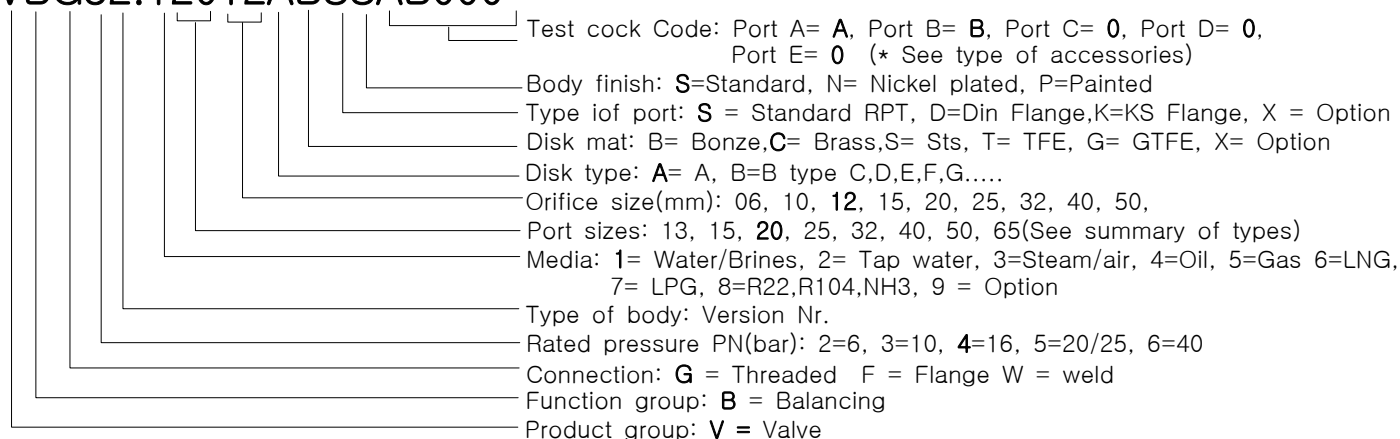 Test cock Code: Port A= A, Port B= B, Port C= 0, Port D= 0,
Port E= 0 (* See type of accessories)
Body finish: S=Standard, N= Nickel plated, P=Painted
Type iof port: S = Standard RPT, D=Din Flange,K=KS Flange, X = Option
Disk mat: B= Bonze,C= Brass,S= Sts, T= TFE, G= GTFE, X= Option
Disk type: A= A, B=B type C,D,E,F,G.....
Orifice size(mm): 06, 10, 12, 15, 20, 25, 32, 40, 50,
Port sizes: 13, 15, 20, 25, 32, 40, 50, 65(See summary of types)
Media: 1= Water/Brines, 2= Tap water, 3=Steam/air, 4=Oil, 5=Gas 6=LNG,
7= LPG, 8=R22,R104,NH3, 9 = Option
Type of body: Version Nr.
Rated pressure PN(bar): 2=6, 3=10, 4=16, 5=20/25, 6=40
Connection: G = Threaded F = Flange W = weld
Function group: B = Balancing
Product group: V = Valve